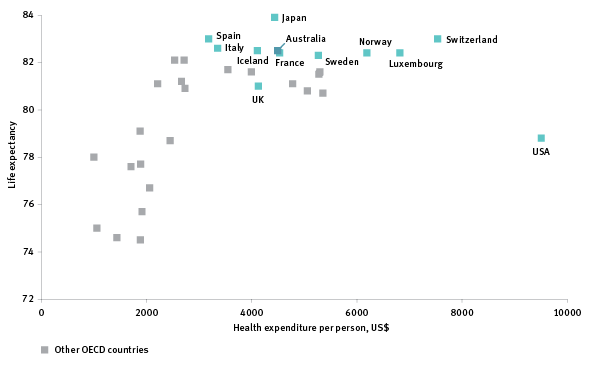 84
82
80
78
76
74
72
Life expectancy
Japan
Spain
Australia
Norway
Switzerland
Italy
Iceland
France
Sweden
Luxembourg
UK
USA
0
2000
4000
6000
8000
10000
Health expenditure per person, US$
Other OECD countries